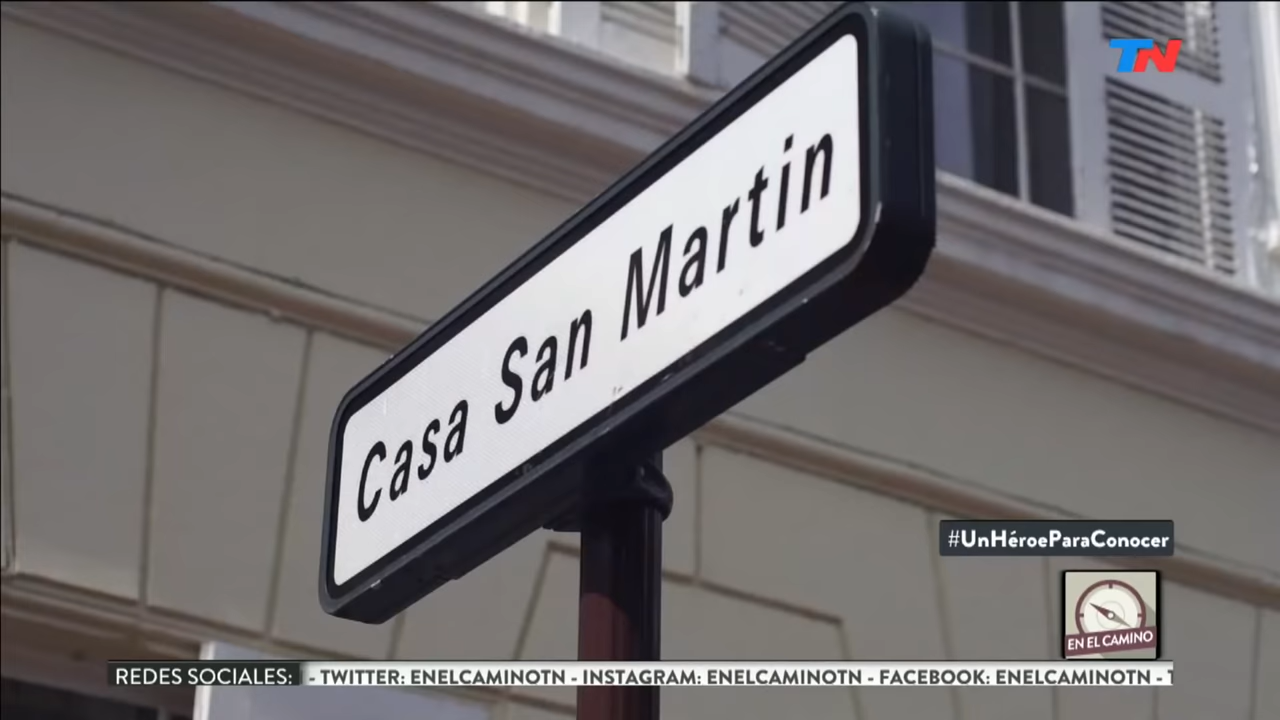 TN
Casa San Martin
#UnHéroeParaConocer
EN EL CAMINO
REDES SOCIALES: - TWITTER: ENELCAMINOTN - INSTAGRAM: ENELCAMINOTN - FACEBOOK: ENELCAMINOTN -